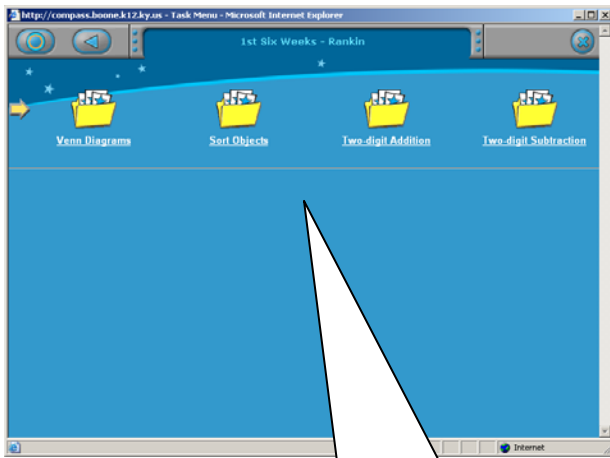 http://compass.boone.k12.ky.us - Task Menu - Microsoft Internet Explorer
1st Six Weeks - Rankin
Venn Diagrams
Sort Objects
Two-digit Addition
Two-digit Subtraction
Internet